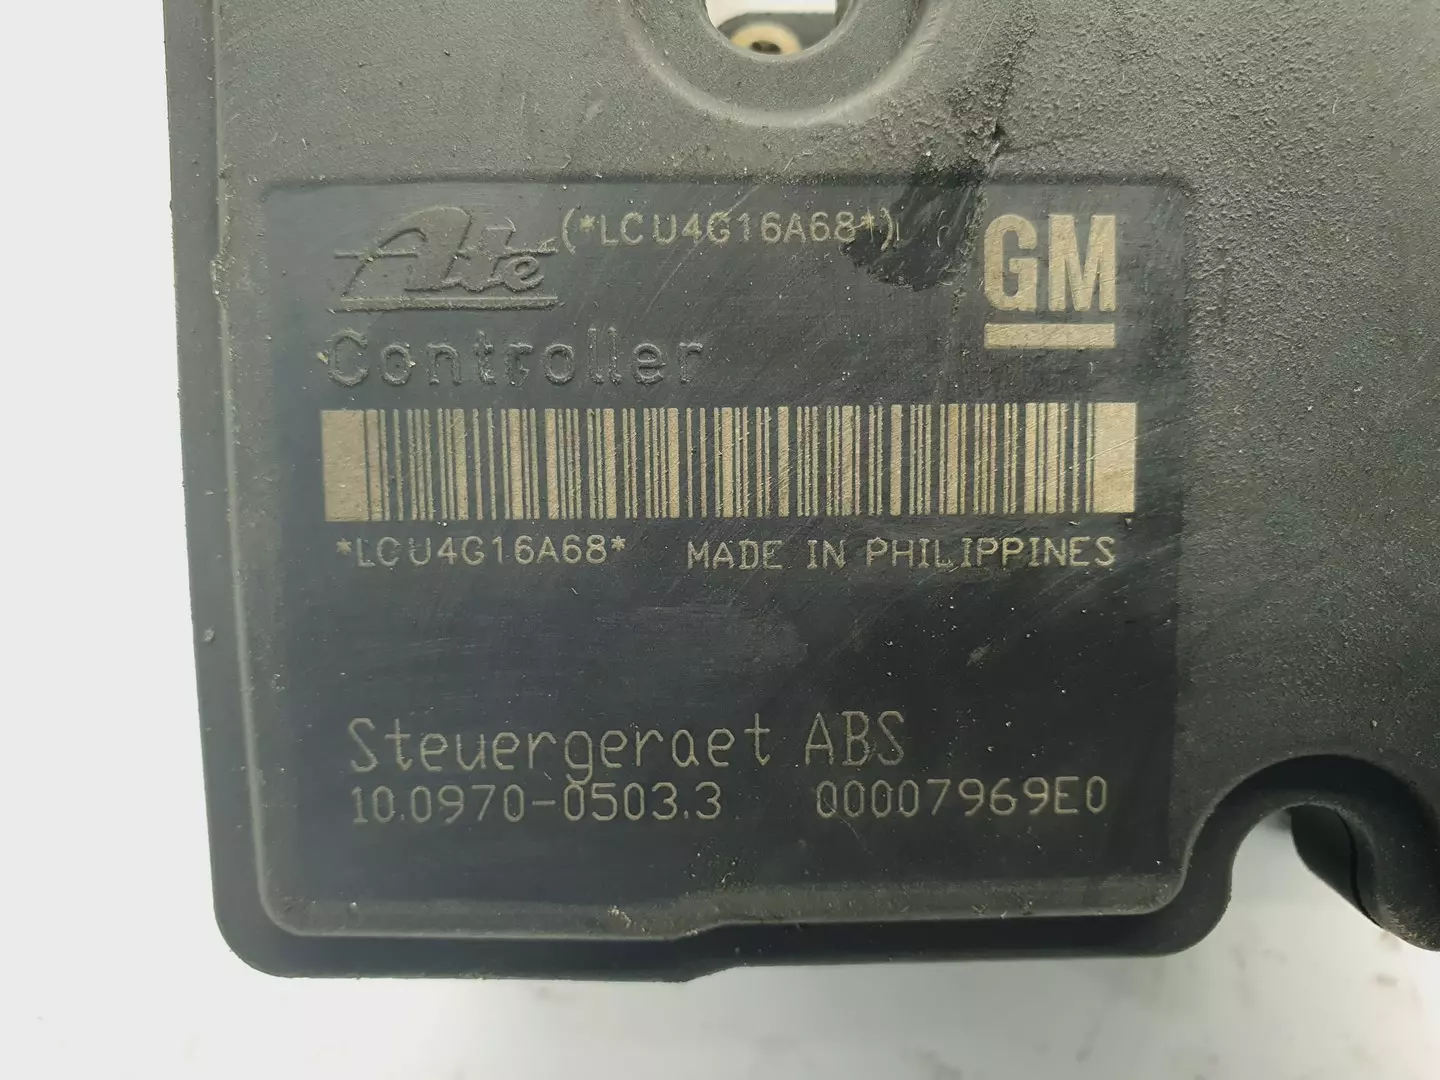 Ate (*LCU4G16A68*) GM
Controller
*LCU4G16A68* MADE IN PHILIPPINES
Steuergeraet ABS
10.0970-0503.3 00007969E0